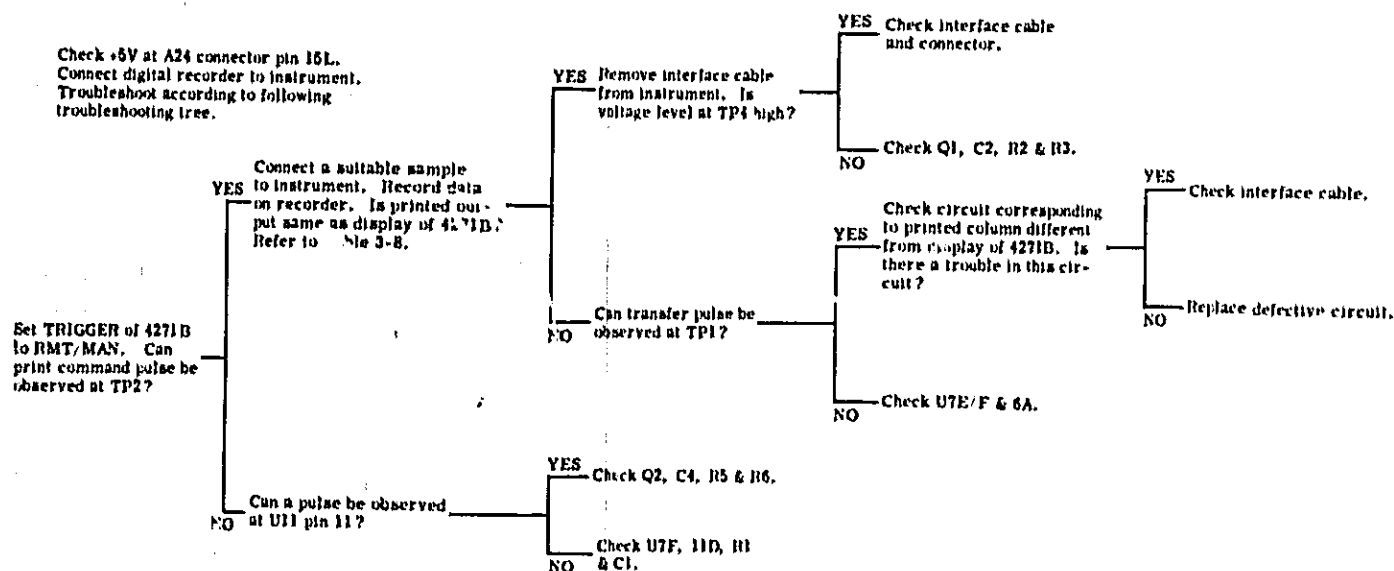 Check +5V at A24 connector pin 15L.
Connect digital recorder to instrument.
Troubleshoot according to following
troubleshooting tree.
Set TRIGGER of 4271B
to RMT/MAN. Can
print command pulse be
observed at TP2?
YES
Connect a suitable sample
to instrument. Record data
on recorder. Is printed out-
put same as display of 4271B?
Refer to 3-8.
YES
Remove interface cable
from instrument. Is
voltage level at TP4 high?
YES
Check interface cable
and connector.
NO
Check Q1, C2, R2 & R3.
NO
Can transfer pulse be
observed at TP1?
YES
Check circuit corresponding
to printed column different
from display of 4271B. Is
there a trouble in this cir-
cuit?
YES
Check interface cable.
NO
Replace defective circuit.
NO
Check U7E/F & 6A.
NO
Can a pulse be observed
at U11 pin 11?
YES
Check Q2, C4, R5 & R6.
NO
Check U7F, 11D, R1
& C1.